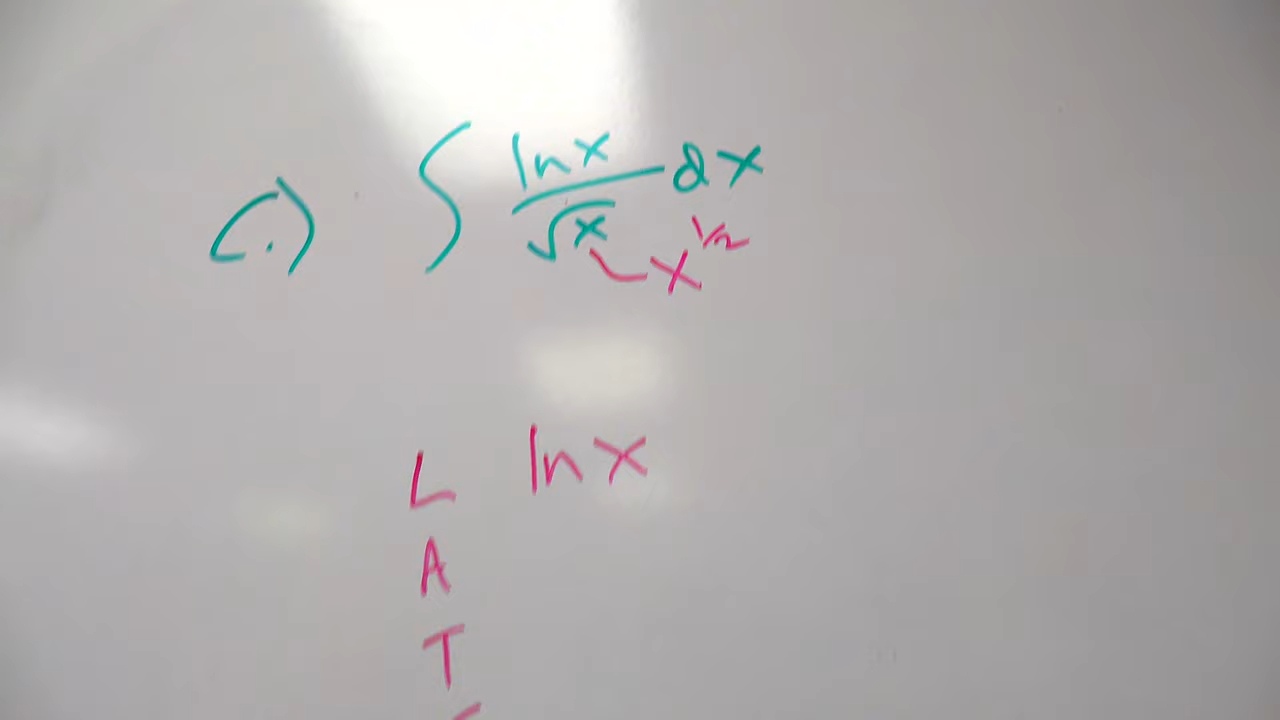 c.) ∫ ln x / √x dx
x^1/2
L ln x
A
T